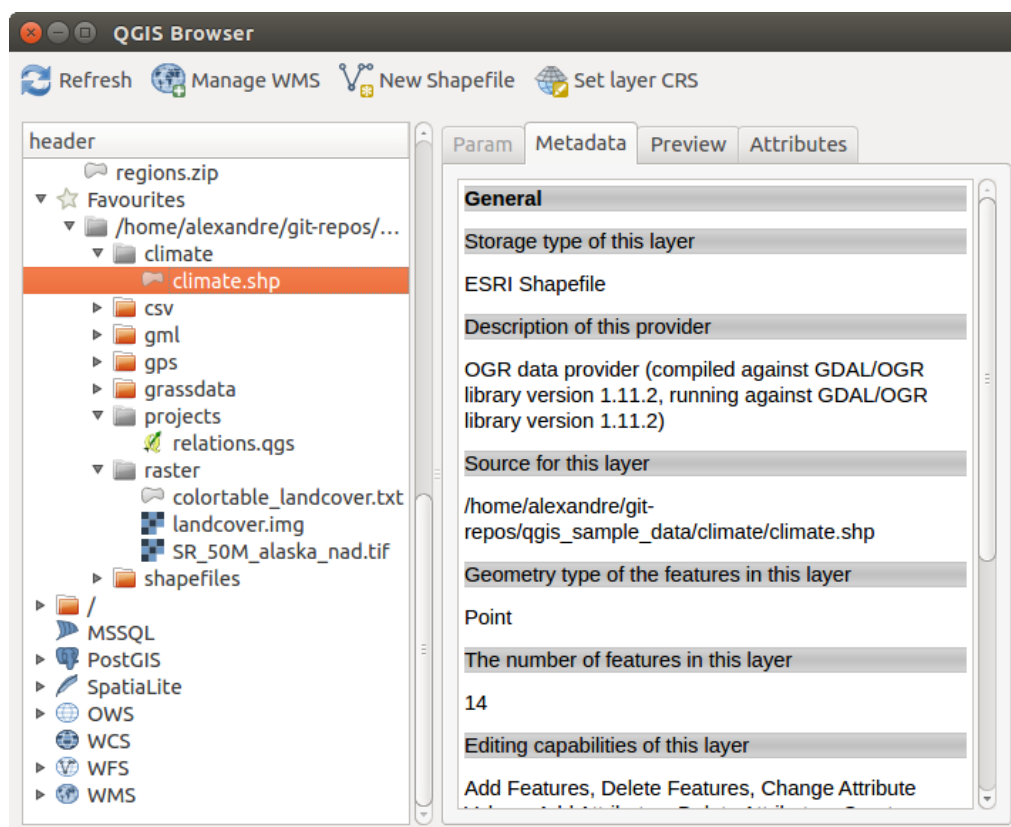 QGIS Browser
Refresh Manage WMS New Shapefile Set layer CRS
header
regions.zip
Favourites
/home/alexandre/git-repos/...
climate
climate.shp
csv
gml
gps
grassdata
projects
relations.qgs
raster
colortable_landcover.txt
landcover.img
SR_50M_alaska_nad.tif
shapefiles
/
MSSQL
PostGIS
SpatiaLite
OWS
WCS
WFS
WMS
Param Metadata Preview Attributes
General
Storage type of this layer
ESRI Shapefile
Description of this provider
OGR data provider (compiled against GDAL/OGR
library version 1.11.2, running against GDAL/OGR
library version 1.11.2)
Source for this layer
/home/alexandre/git-
repos/qgis_sample_data/climate/climate.shp
Geometry type of the features in this layer
Point
The number of features in this layer
14
Editing capabilities of this layer
Add Features, Delete Features, Change Attribute